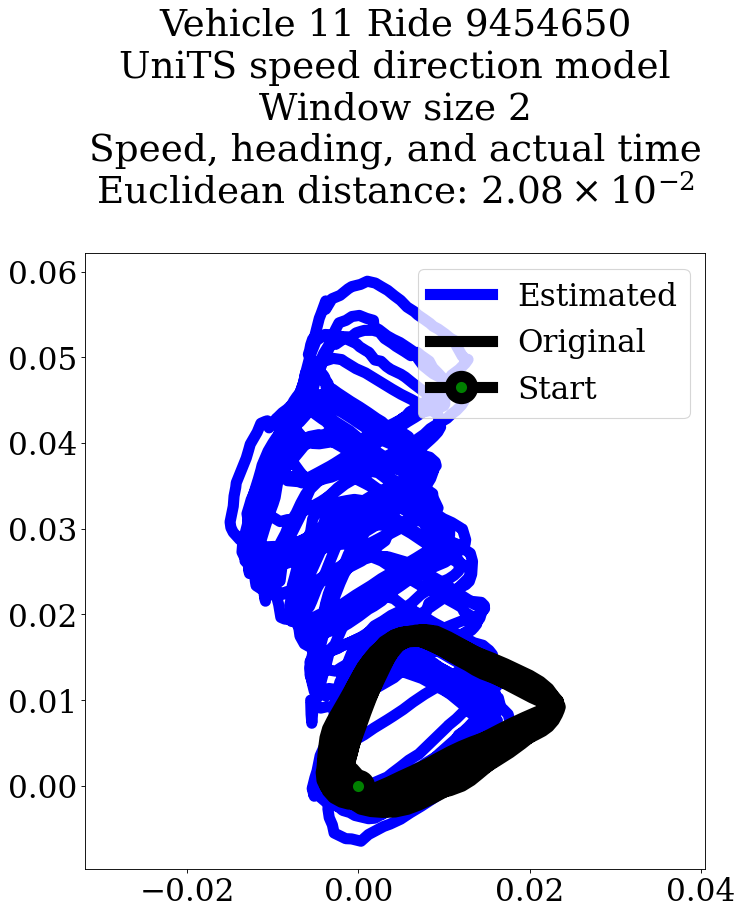 Vehicle 11 Ride 9454650
UniTS speed direction model
Window size 2
Speed, heading, and actual time
Euclidean distance: 2.08 × 10⁻²
Estimated
Original
Start
0.06
0.05
0.04
0.03
0.02
0.01
0.00
−0.02 0.00 0.02 0.04